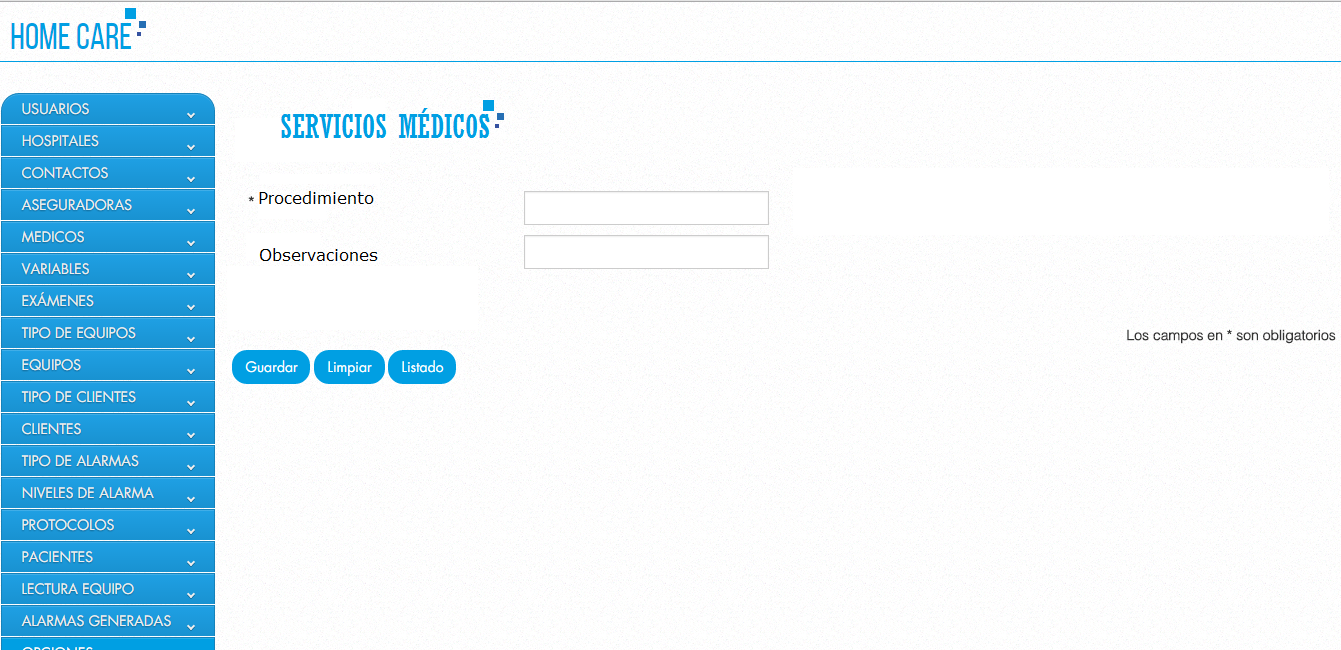 HOME CARE
USUARIOS
HOSPITALES
CONTACTOS
ASEGURADORAS
MEDICOS
VARIABLES
EXÁMENES
TIPO DE EQUIPOS
EQUIPOS
TIPO DE CLIENTES
CLIENTES
TIPO DE ALARMAS
NIVELES DE ALARMA
PROTOCOLOS
PACIENTES
LECTURA EQUIPO
ALARMAS GENERADAS
OPCIONES
SERVICIOS MÉDICOS
* Procedimiento
Observaciones
Los campos en * son obligatorios
Guardar Limpiar Listado